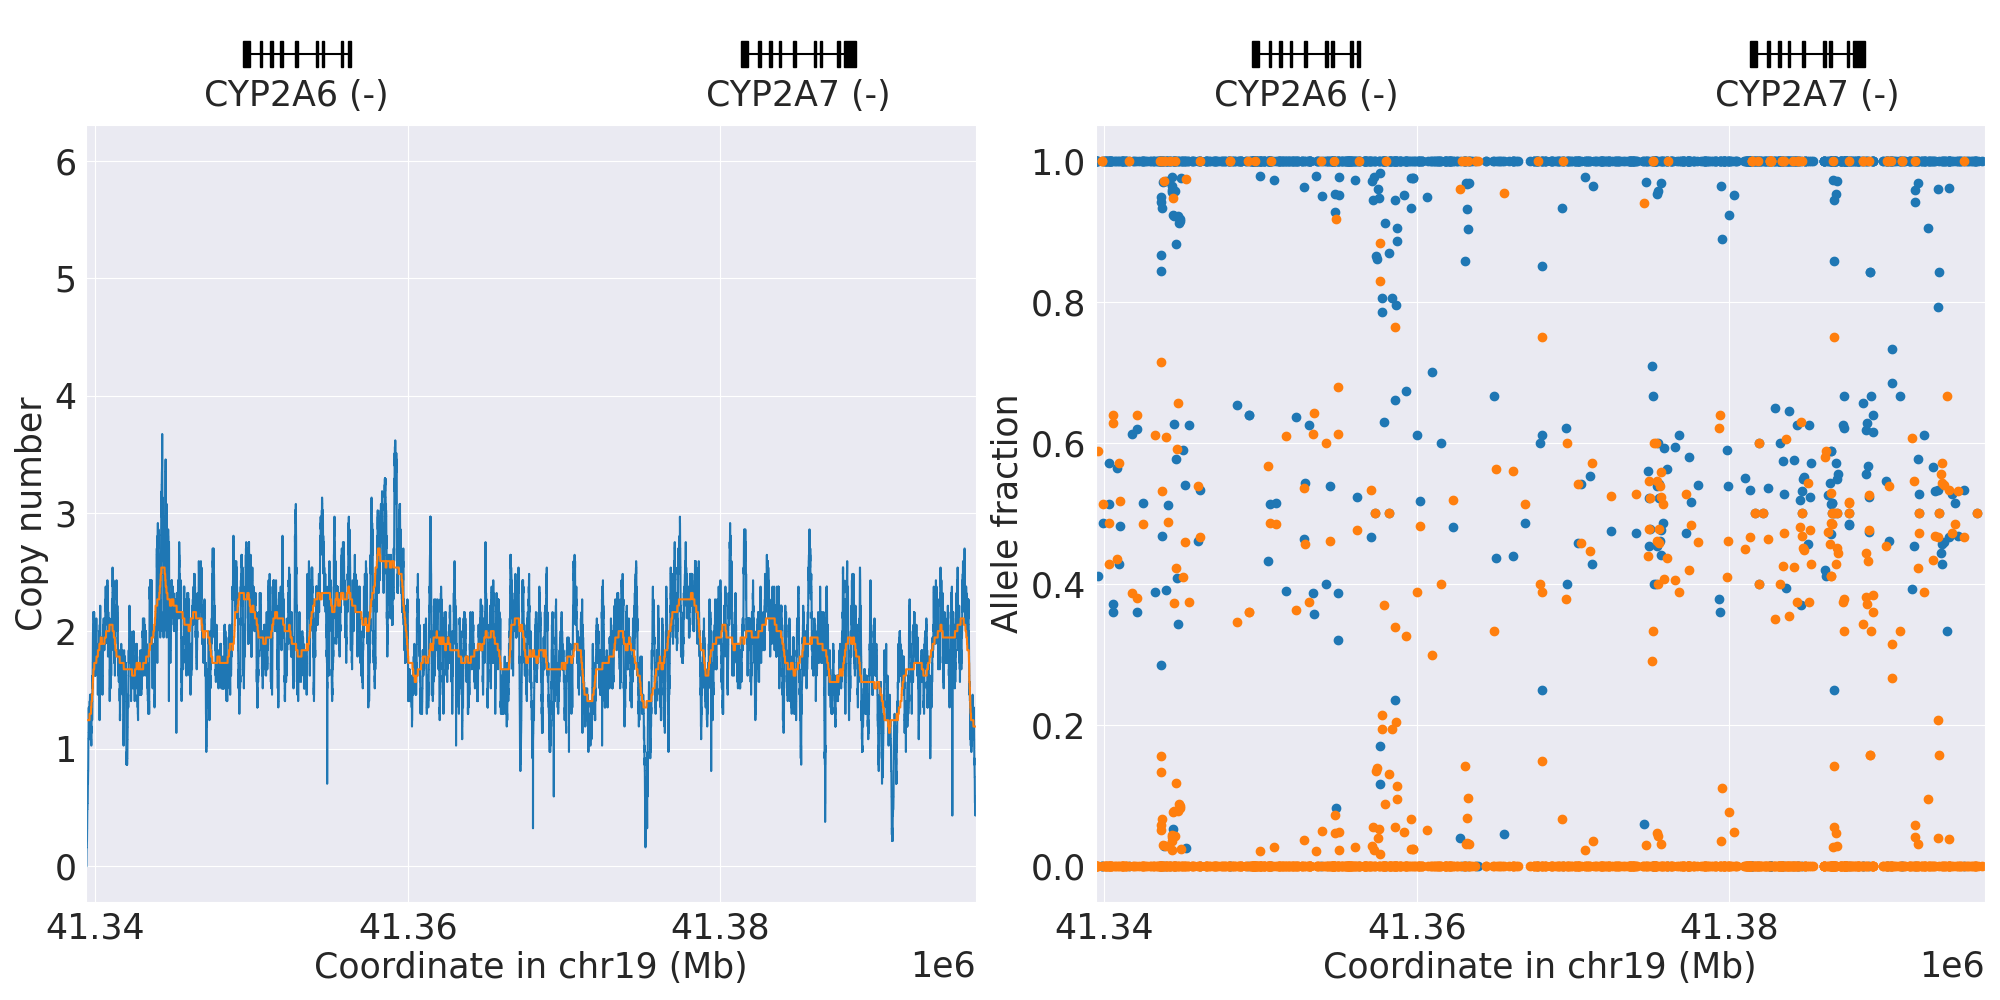 CYP2A6 (-)
CYP2A7 (-)
6
5
4
3
2
1
0
Copy number
41.34
41.36
41.38
Coordinate in chr19 (Mb)
1e6
CYP2A6 (-)
CYP2A7 (-)
1.0
0.8
0.6
0.4
0.2
0.0
Allele fraction
41.34
41.36
41.38
Coordinate in chr19 (Mb)
1e6